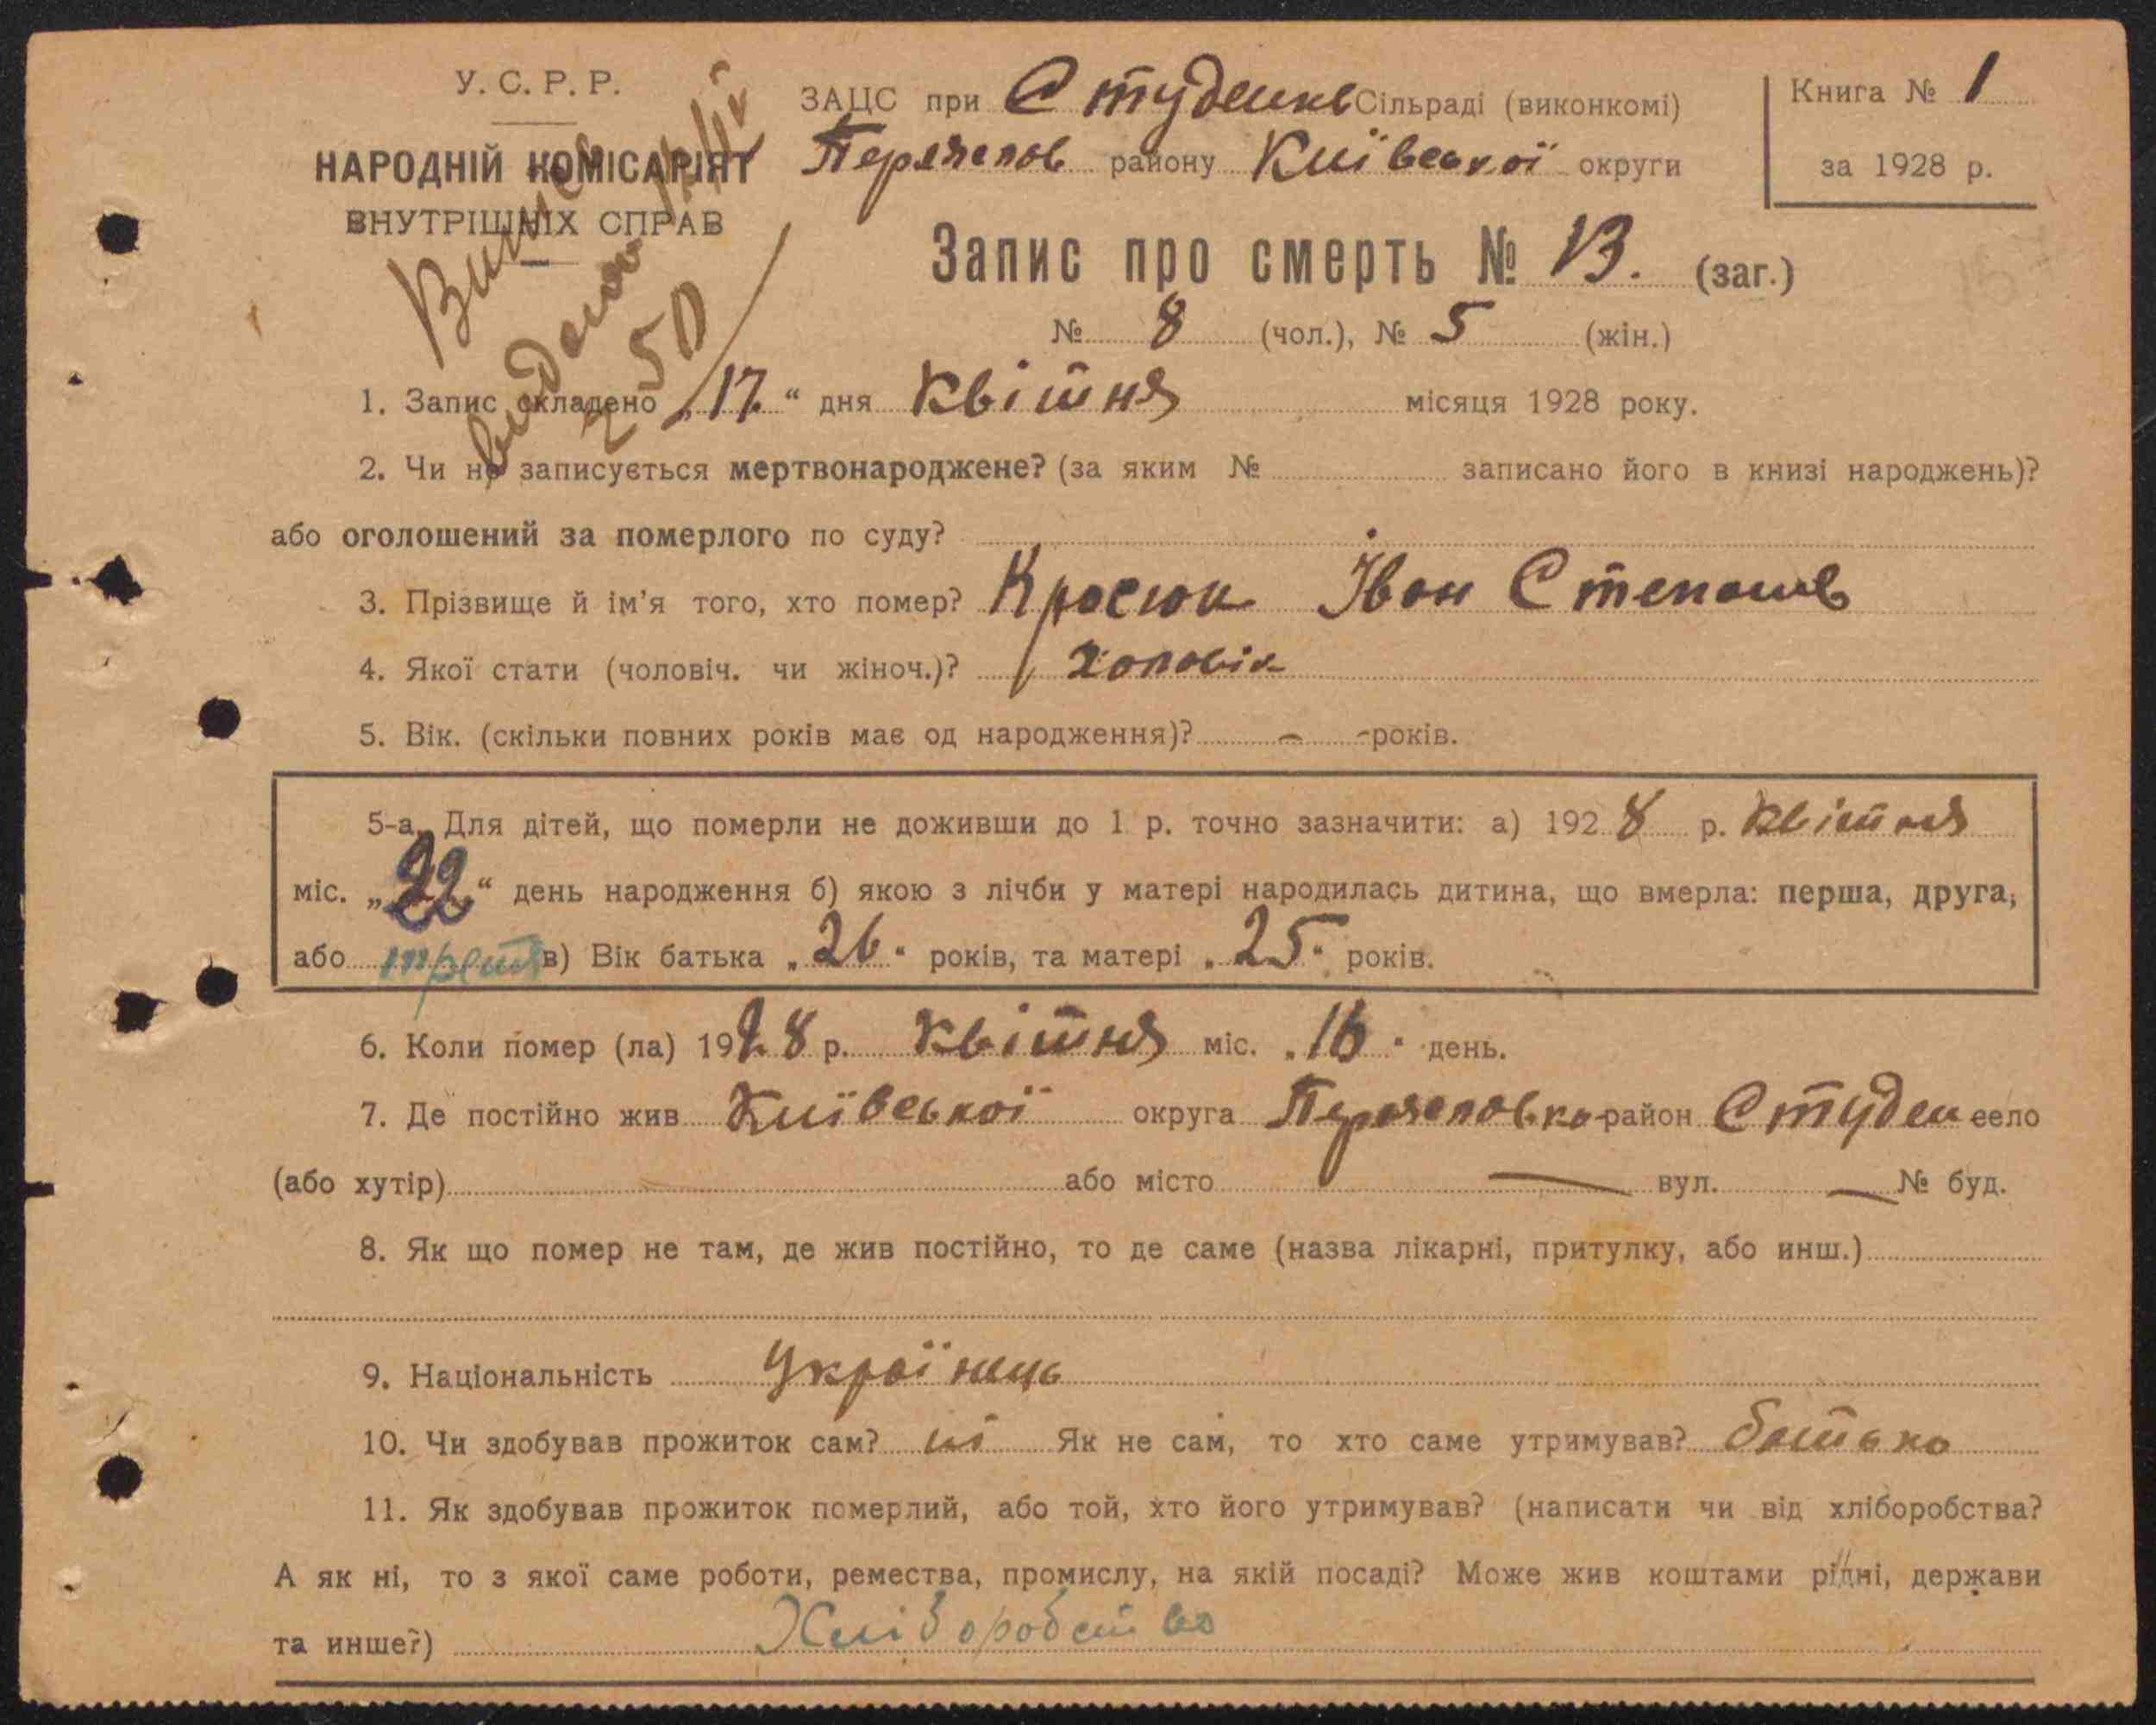 У. С. Р. Р.
НАРОДНІЙ КОМІСАРІЯТ
ВНУТРІШНІХ СПРАВ
ЗАЦС при Студенків Сільраді (виконкомі)
Переяслов району Київської округи
Книга № 1
за 1928 р.
Запис про смерть № 13. (заг.)
№ 8 (чол.), № 5 (жін.)
1. Запис складено „17.“ дня Квітня місяця 1928 року.
2. Чи не записується мертвонароджене? (за яким № записано його в книзі народжень)?
або оголошений за померлого по суду?
3. Прізвище й ім’я того, хто помер? Красюк Іван Степанів
4. Якої стати (чоловіч. чи жіноч.)? Чоловік
5. Вік. (скільки повних років має од народження)? – - років.
5-а. Для дітей, що померли не доживши до 1 р. точно зазначити: а) 1928 р. Квітня
міс. „22“ день народження б) якою з лічби у матері народилась дитина, що вмерла: перша, друга,
або третя в) Вік батька „26“ років, та матері „25“ років.
6. Коли помер (ла) 1928 р. Квітня міс. „16“ день.
7. Де постійно жив Київської округа Переясловко район Студен село
(або хутір) або місто — вул. — № буд.
8. Як що помер не там, де жив постійно, то де саме (назва лікарні, притулку, або инш.)
9. Національність Українець
10. Чи здобував прожиток сам? ні Як не сам, то хто саме утримував? батько
11. Як здобував прожиток померлий, або той, хто його утримував? (написати чи від хліборобства?
А як ні, то з якої саме роботи, ремества, промислу, на якій посаді? Може жив коштами рідні, держави
та инше?) Хліборобство